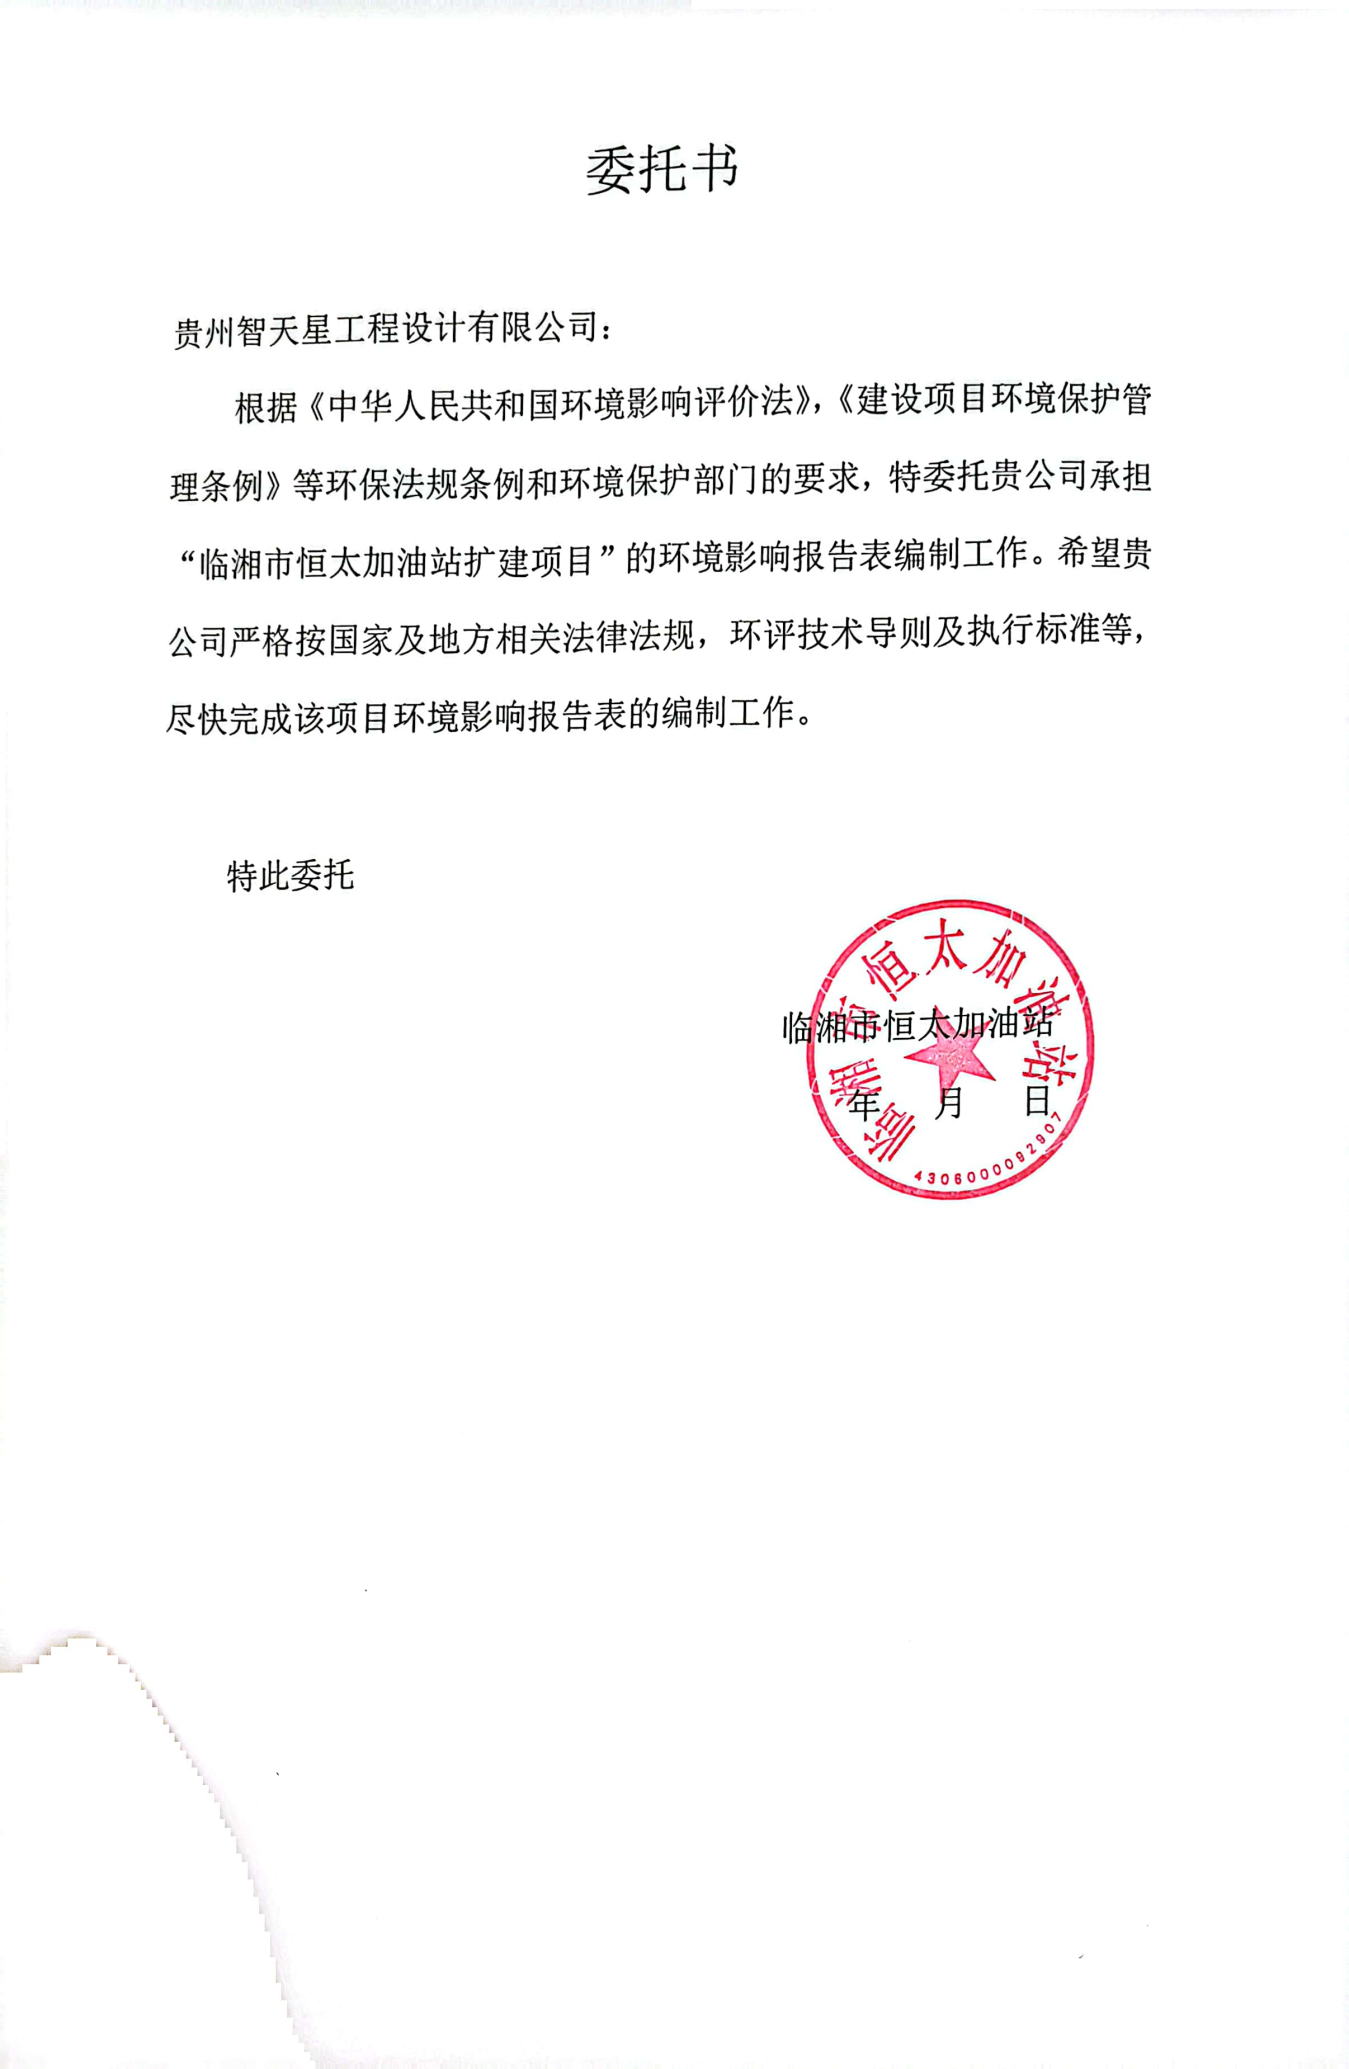 委托书
贵州智天星工程设计有限公司：
根据《中华人民共和国环境影响评价法》，《建设项目环境保护管
理条例》等环保法规条例和环境保护部门的要求，特委托贵公司承担
“临湘市恒太加油站扩建项目”的环境影响报告表编制工作。希望贵
公司严格按国家及地方相关法律法规，环评技术导则及执行标准等，
尽快完成该项目环境影响报告表的编制工作。
特此委托
临湘市恒太加油站
年 月 日
临湘市恒太加油站
4306000092907